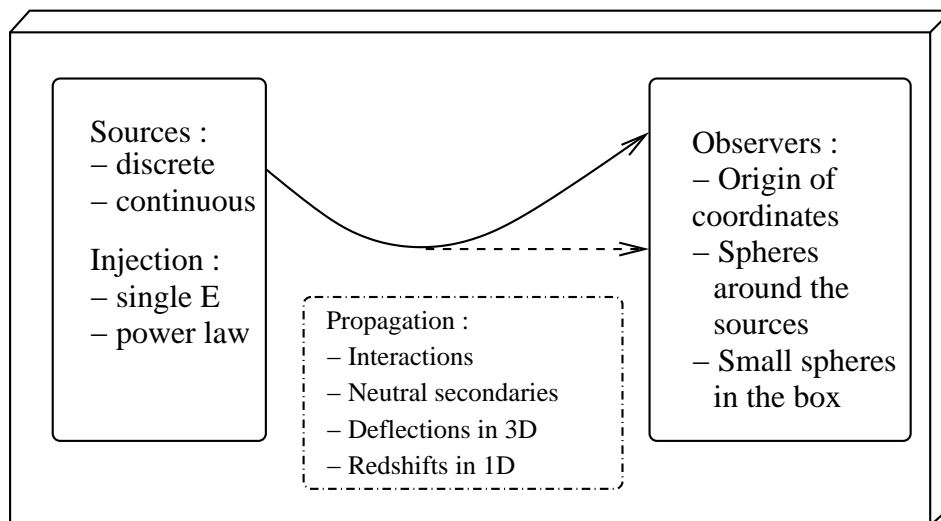 Sources :
– discrete
– continuous
Injection :
– single E
– power law
Propagation :
– Interactions
– Neutral secondaries
– Deflections in 3D
– Redshifts in 1D
Observers :
– Origin of
coordinates
– Spheres
around the
sources
– Small spheres
in the box